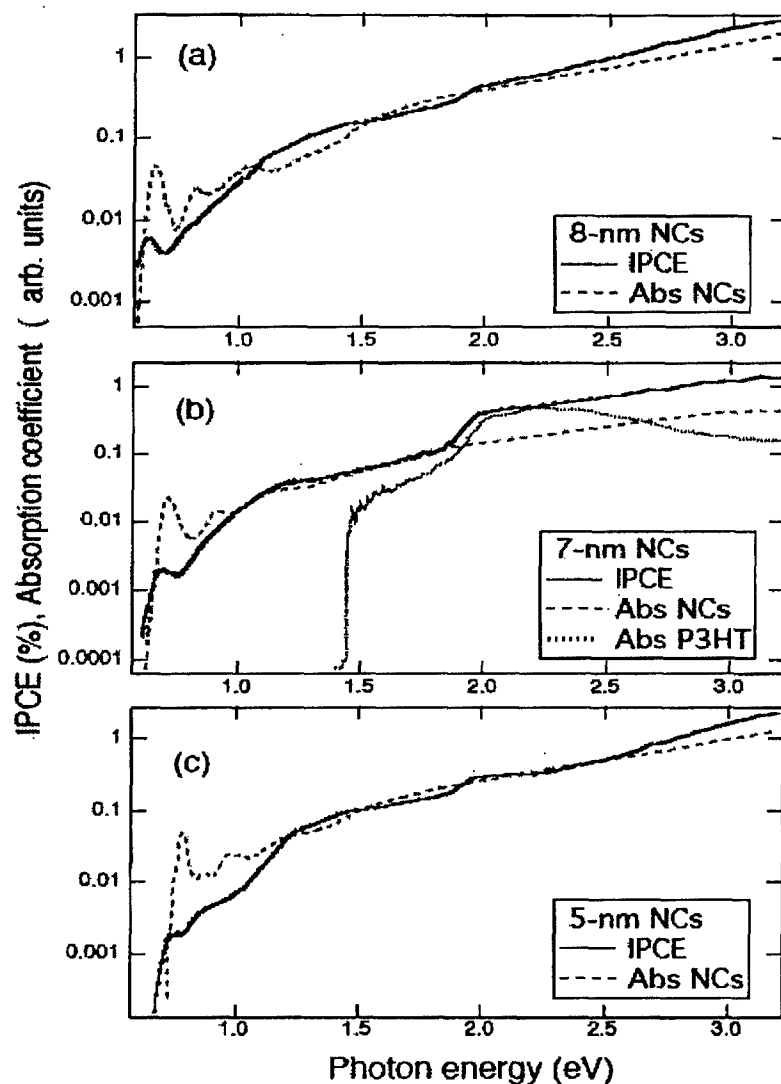 IPCE (%), Absorption coefficient ( arb. units)
(a)
1
0.1
0.01
0.001
8-nm NCs
IPCE
Abs NCs
1.0 1.5 2.0 2.5 3.0
(b)
1
0.1
0.01
0.001
0.0001
7-nm NCs
IPCE
Abs NCs
Abs P3HT
1.0 1.5 2.0 2.5 3.0
(c)
1
0.1
0.01
0.001
5-nm NCs
IPCE
Abs NCs
1.0 1.5 2.0 2.5 3.0
Photon energy (eV)